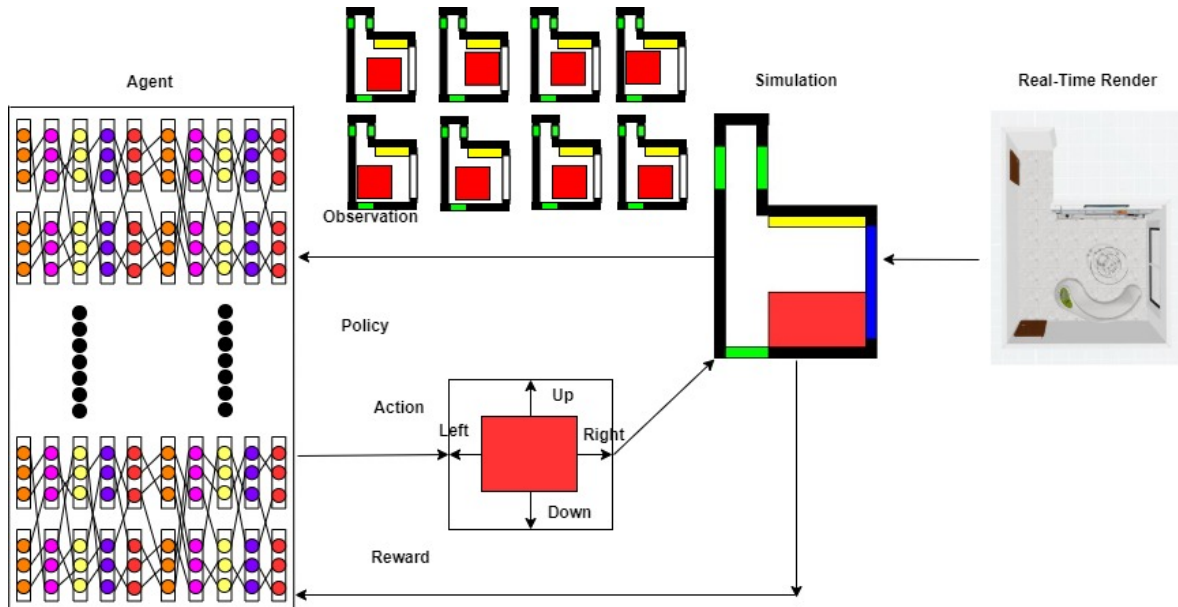 Agent
Simulation
Real-Time Render
Observation
Policy
Action
Up
Left
Right
Down
Reward